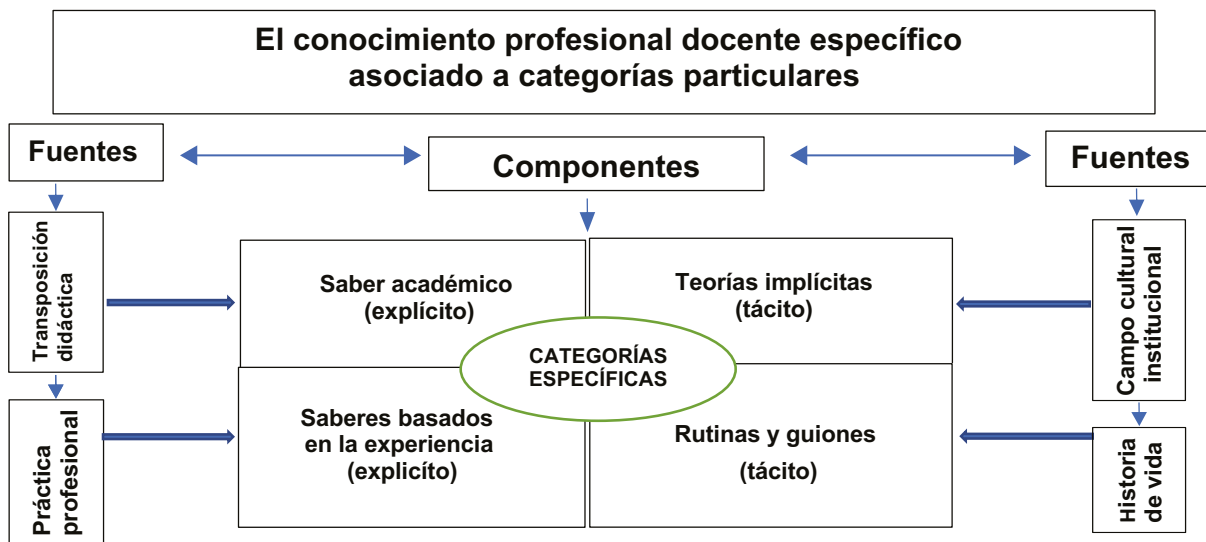 El conocimiento profesional docente específico
asociado a categorías particulares
Fuentes
Componentes
Fuentes
Transposición
didáctica
Saber académico
(explícito)
Teorías implícitas
(tácito)
Campo cultural
institucional
CATEGORÍAS
ESPECÍFICAS
Práctica
profesional
Saberes basados
en la experiencia
(explicíto)
Rutinas y guiones
(tácito)
Historia
de vida